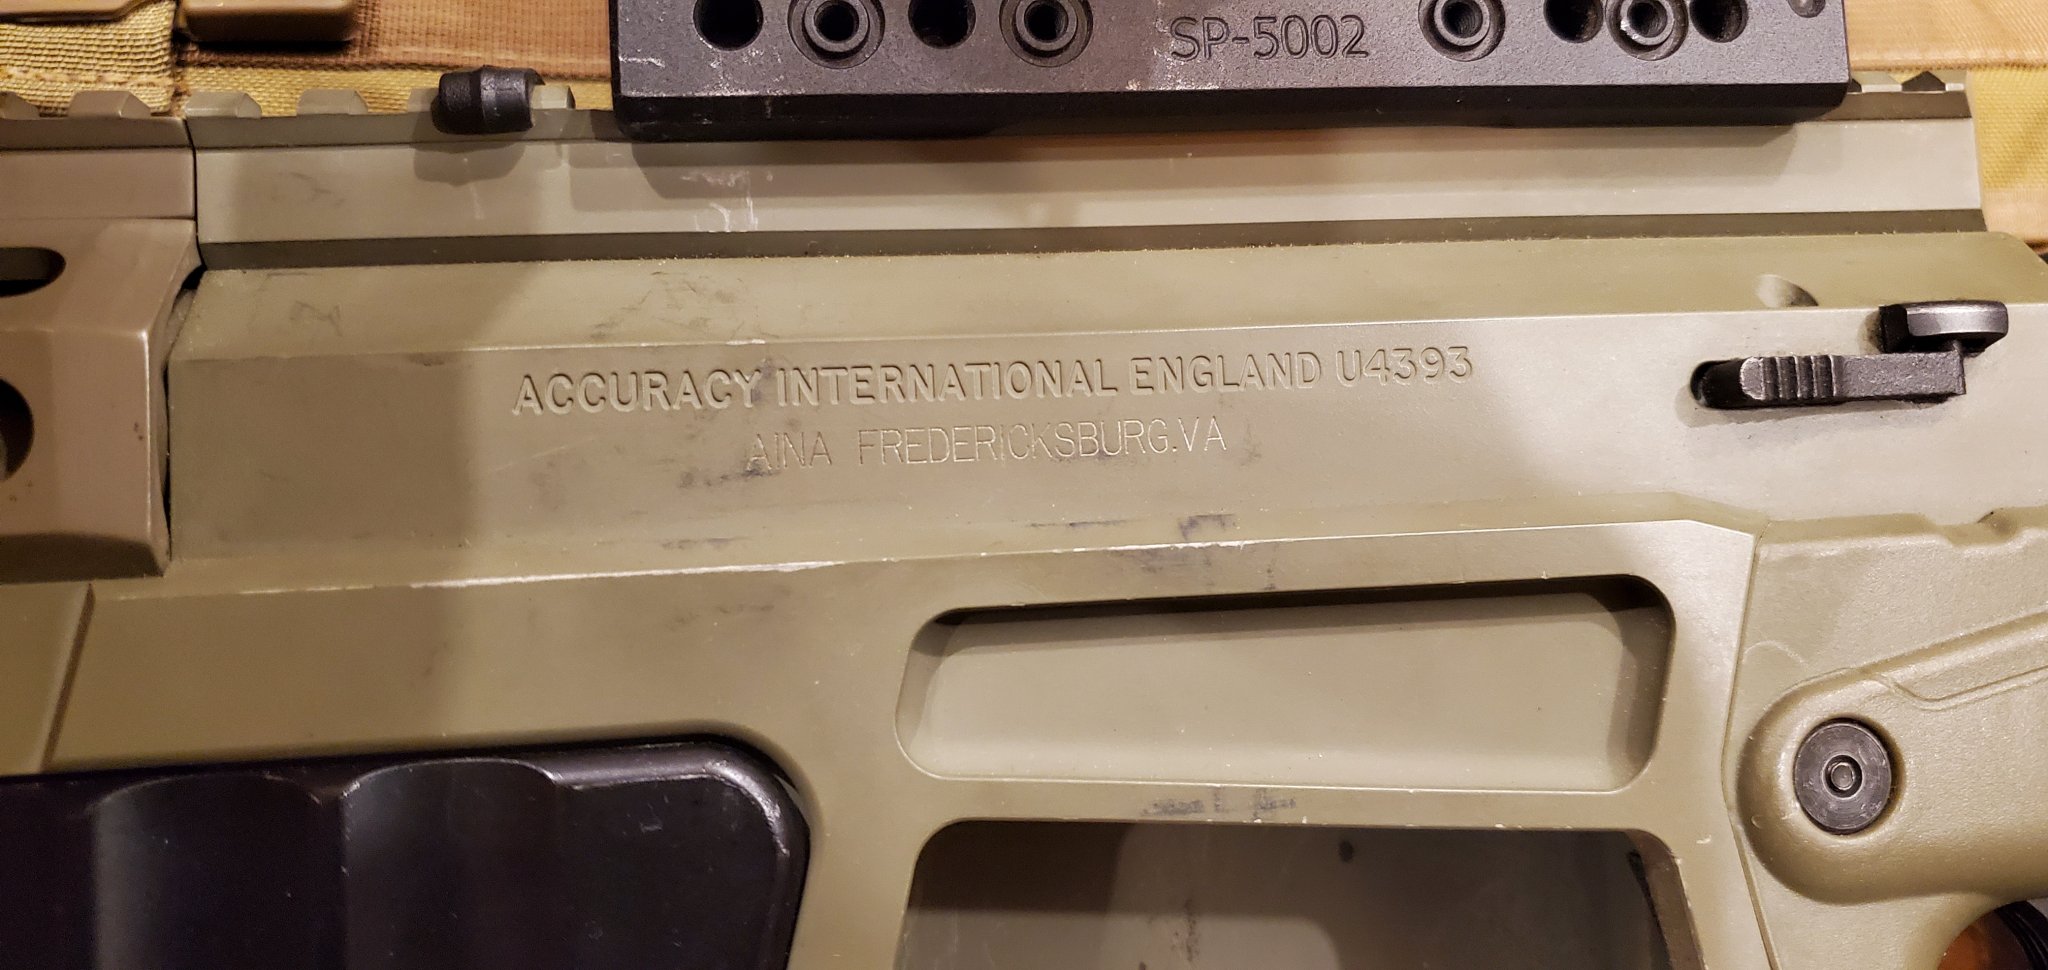 SP-5002
ACCURACY INTERNATIONAL ENGLAND U4393
AINA FREDERICKSBURG.VA